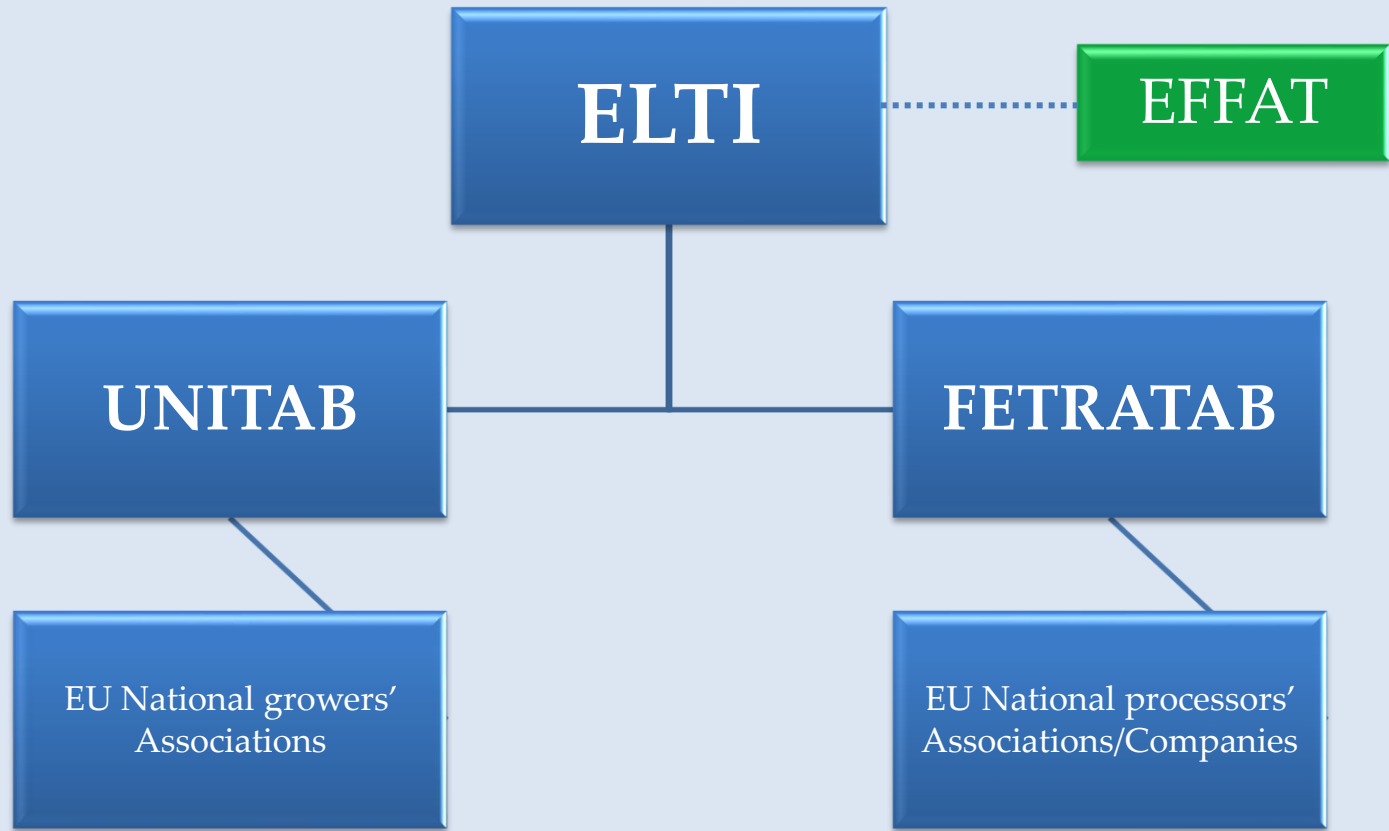 ELTI
EFFAT
UNITAB
FETRATAB
EU National growers’
Associations
EU National processors’
Associations/Companies